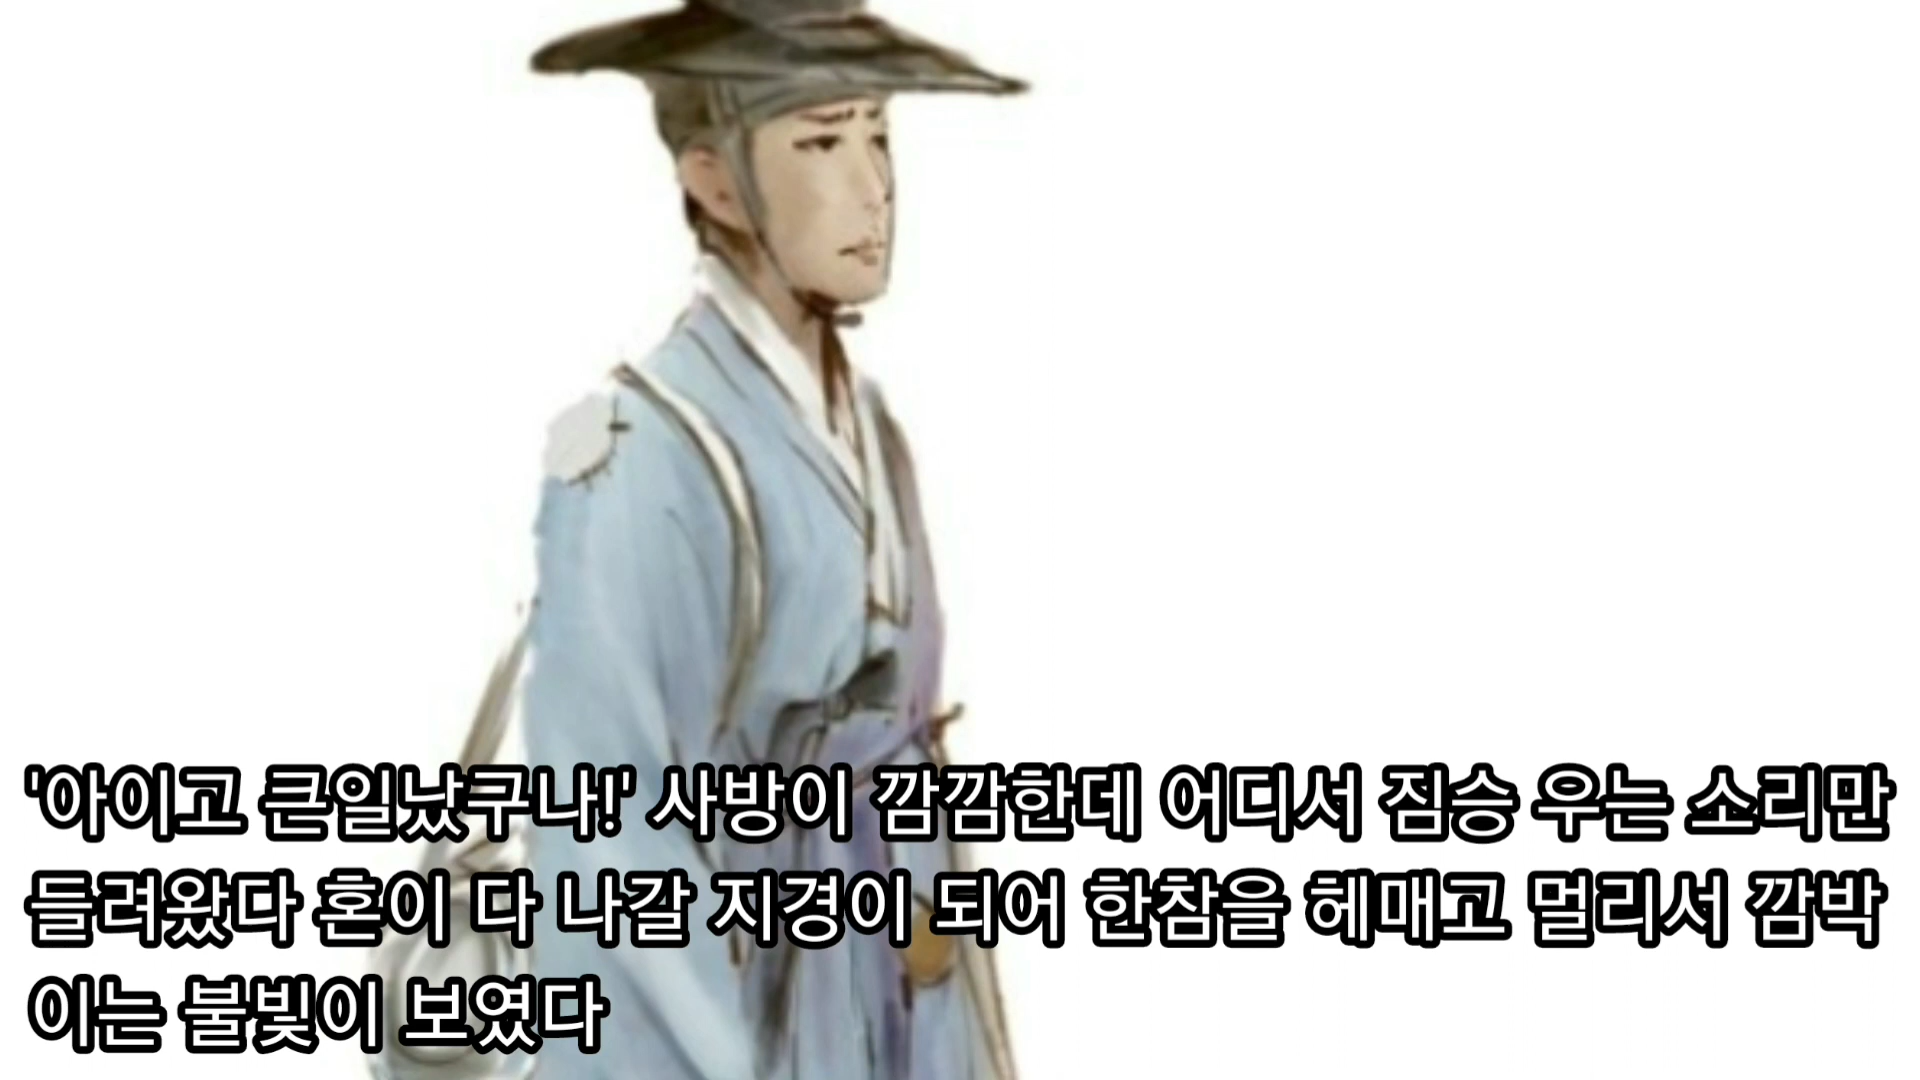 '아이고 큰일났구나!' 사방이 깜깜한데 어디서 짐승 우는 소리만
들려왔다 혼이 다 나갈 지경이 되어 한참을 헤매고 멀리서 깜박
이는 불빛이 보였다